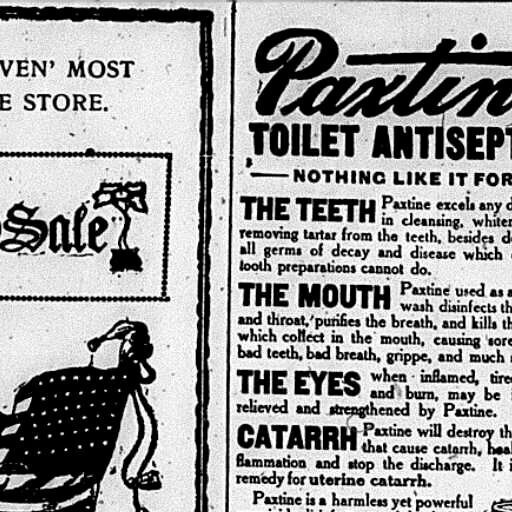 VEN' MOST
E STORE.
Sale
Paxtin
TOILET ANTISEPT
NOTHING LIKE IT FOR
THE TEETH Paxtine excels any d
in cleansing, whiten
removing tartar from the teeth, besides de
all germs of decay and disease which
tooth preparations cannot do.
THE MOUTH Paxtine used as a
wash disinfects th
and throat, purifies the breath, and kills th
which collect in the mouth, causing sore
bad teeth, bad breath, grippe, and much
THE EYES when inflamed, tire
and burn, may be
relieved and strengthened by Paxtine.
CATARRH Paxtine will destroy th
that cause catarrh, heal
flammation and stop the discharge. It i
remedy for uterine catarrh.
Paxtine is a harmless yet powerful